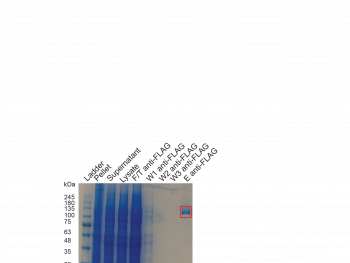 Ladder
Pellet
Supernatant
Lysate
F/T anti-FLAG
W1 anti-FLAG
W2 anti-FLAG
W3 anti-FLAG
E anti-FLAG
kDa
245
180
135
100
75
63
48
35